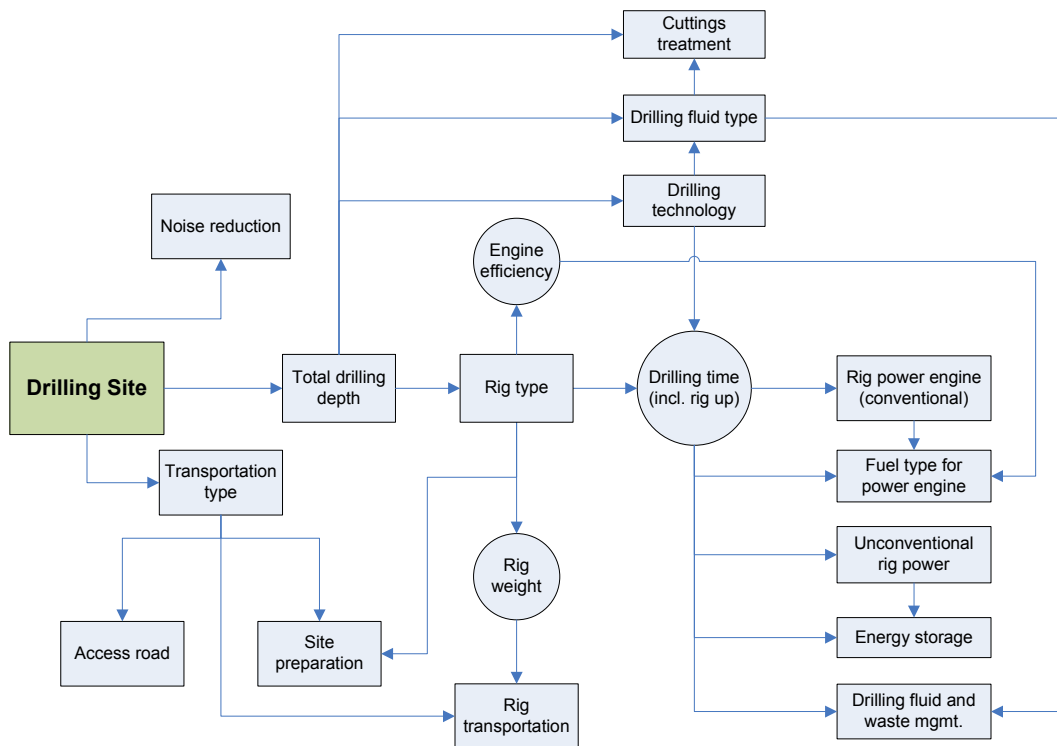 Cuttings
treatment
Drilling fluid type
Drilling
technology
Noise reduction
Engine
efficiency
Drilling Site
Total drilling
depth
Rig type
Drilling time
(incl. rig up)
Rig power engine
(conventional)
Transportation
type
Fuel type for
power engine
Unconventional
rig power
Rig
weight
Access road
Site
preparation
Energy storage
Rig
transportation
Drilling fluid and
waste mgmt.